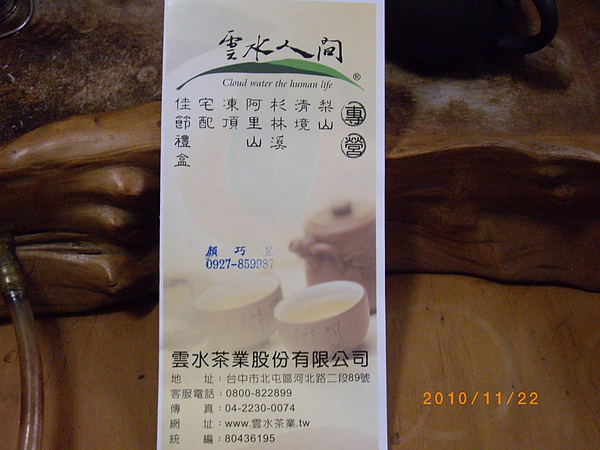 雲水人間
®
Cloud water the human life
專營
梨山
清境
杉林溪
阿里山
凍頂
宅配
佳節禮盒
顏巧
0927-859987
雲水茶業股份有限公司
地 址:台中市北屯區河北路二段89號
客服電話:0800-822899
傳 真:04-2230-0074
網 址:www.雲水茶業.tw
統 編:80436195
2010/11/22